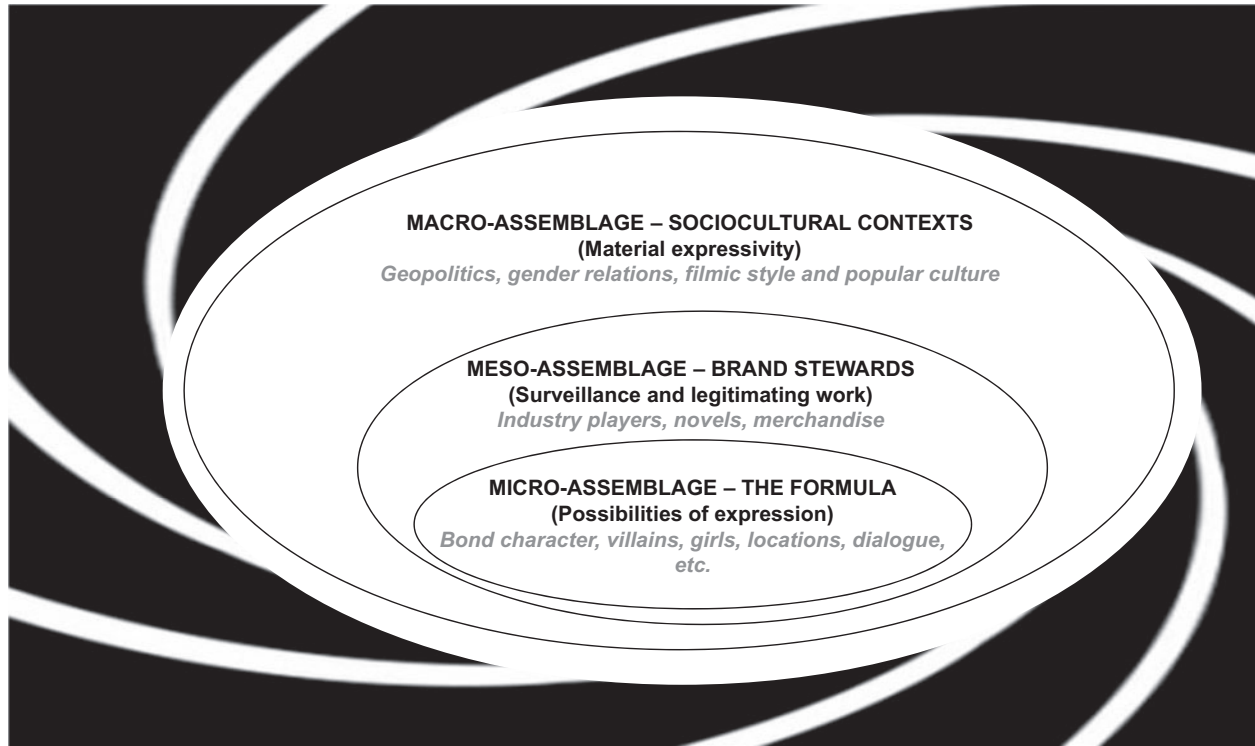 MACRO-ASSEMBLAGE – SOCIOCULTURAL CONTEXTS
(Material expressivity)
Geopolitics, gender relations, filmic style and popular culture
MESO-ASSEMBLAGE – BRAND STEWARDS
(Surveillance and legitimating work)
Industry players, novels, merchandise
MICRO-ASSEMBLAGE – THE FORMULA
(Possibilities of expression)
Bond character, villains, girls, locations, dialogue,
etc.